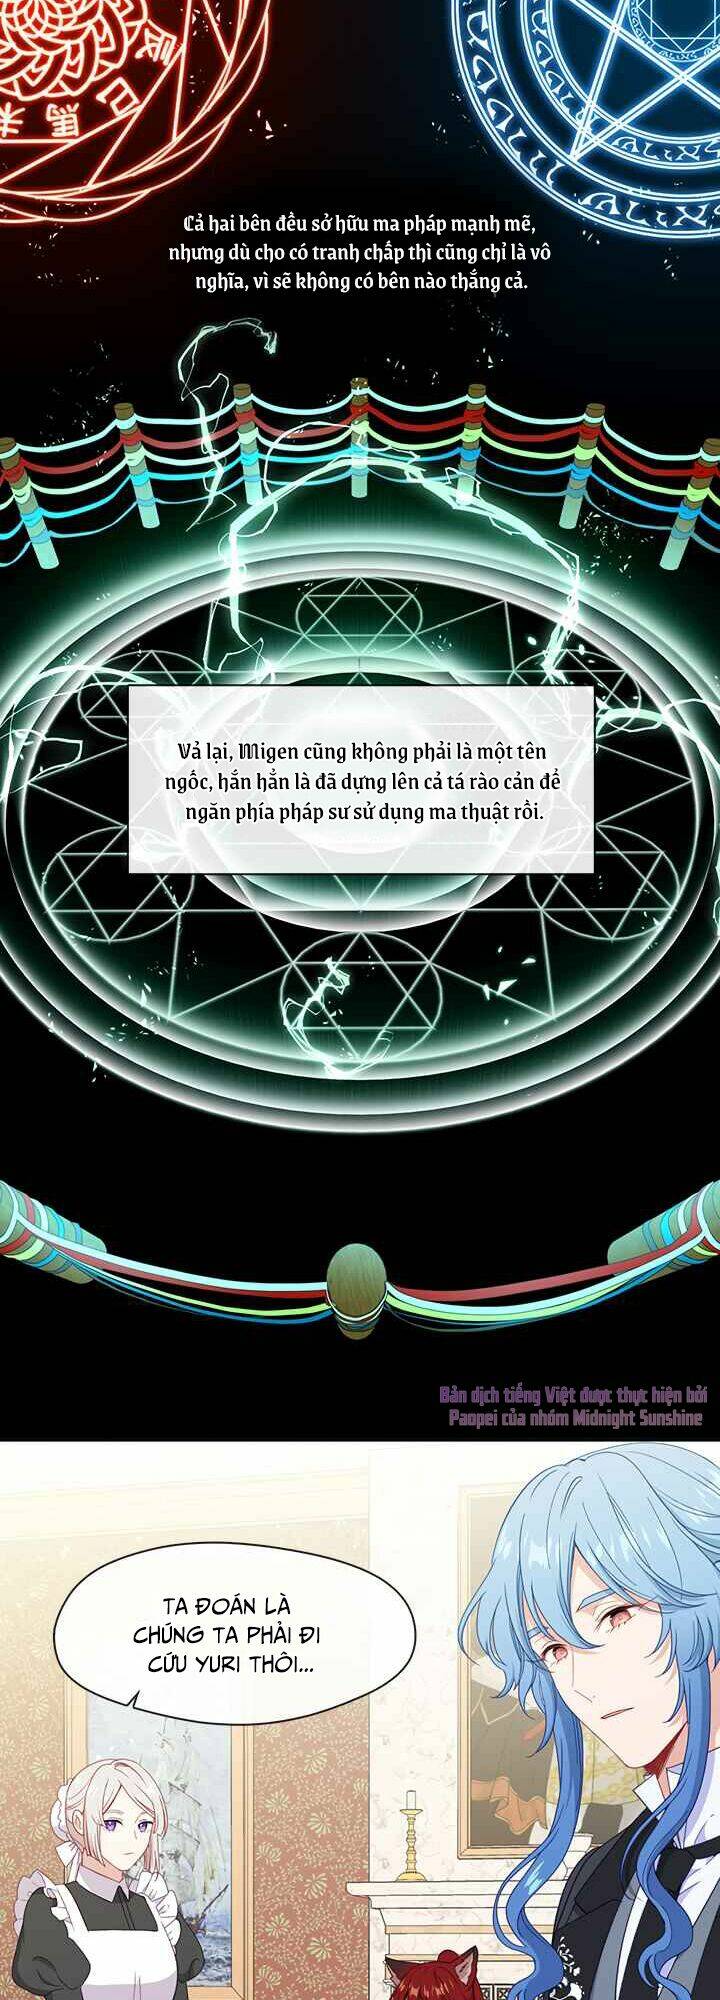 Cả hai bên đều sở hữu ma pháp mạnh mẽ,
nhưng dù cho có tranh chấp thì cũng chỉ là vô
nghĩa, vì sẽ không có bên nào thắng cả.
Vả lại, Migen cũng không phải là một tên
ngốc, hắn hẳn là đã dựng lên cả tá rào cản để
ngăn phía pháp sư sử dụng ma thuật rồi.
Bản dịch tiếng Việt được thực hiện bởi
Paopei của nhóm Midnight Sunshine
TA ĐOÁN LÀ
CHÚNG TA PHẢI ĐI
CỨU YURI THÔI...